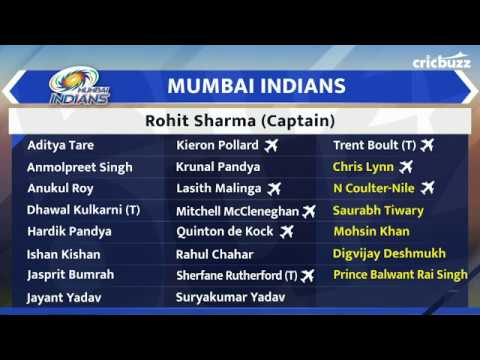 cricbuzz
MUMBAI INDIANS
MUMBAI INDIANS
Rohit Sharma (Captain)
Aditya Tare
Anmolpreet Singh
Anukul Roy
Dhawal Kulkarni (T)
Hardik Pandya
Ishan Kishan
Jasprit Bumrah
Jayant Yadav
Kieron Pollard
Krunal Pandya
Lasith Malinga
Mitchell McCleneghan
Quinton de Kock
Rahul Chahar
Sherfane Rutherford (T)
Suryakumar Yadav
Trent Boult (T)
Chris Lynn
N Coulter-Nile
Saurabh Tiwary
Mohsin Khan
Digvijay Deshmukh
Prince Balwant Rai Singh